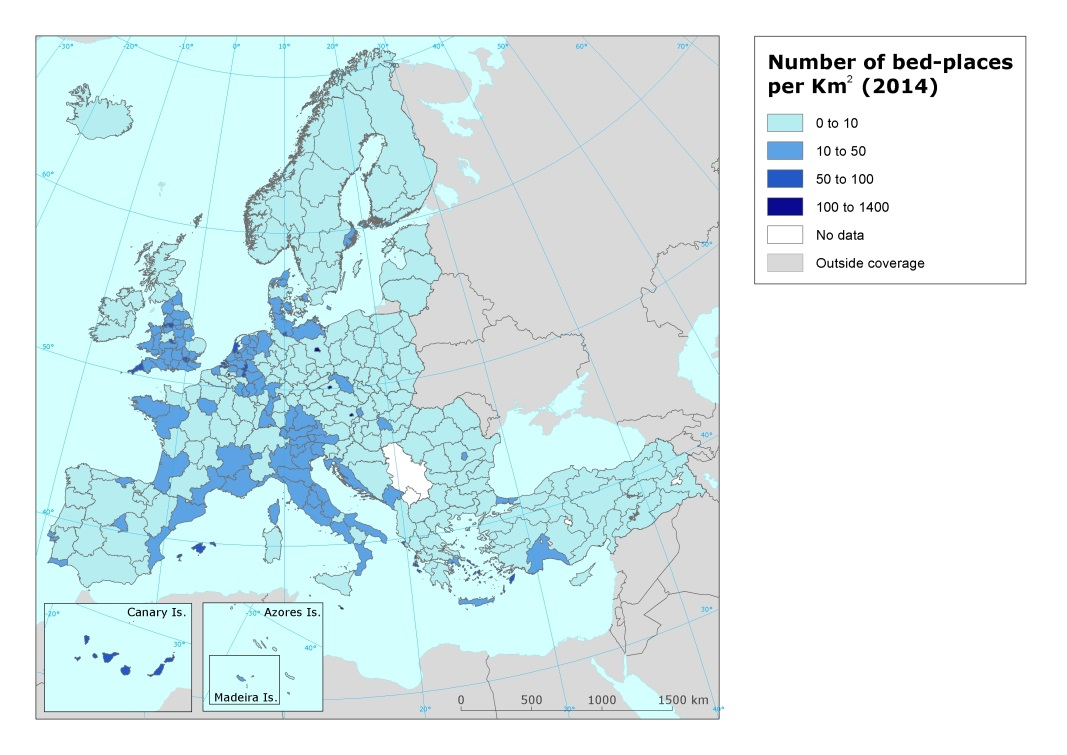 -30°
-20°
-10°
0°
10°
20°
30°
40°
50°
60°
70°
60°
50°
50°
40°
40°
30°
Canary Is.
-20°
30°
-30°
Azores Is.
40°
Madeira Is.
0 500 1000 1500 km
20°
30°
40°
Number of bed-places
per Km² (2014)
0 to 10
10 to 50
50 to 100
100 to 1400
No data
Outside coverage